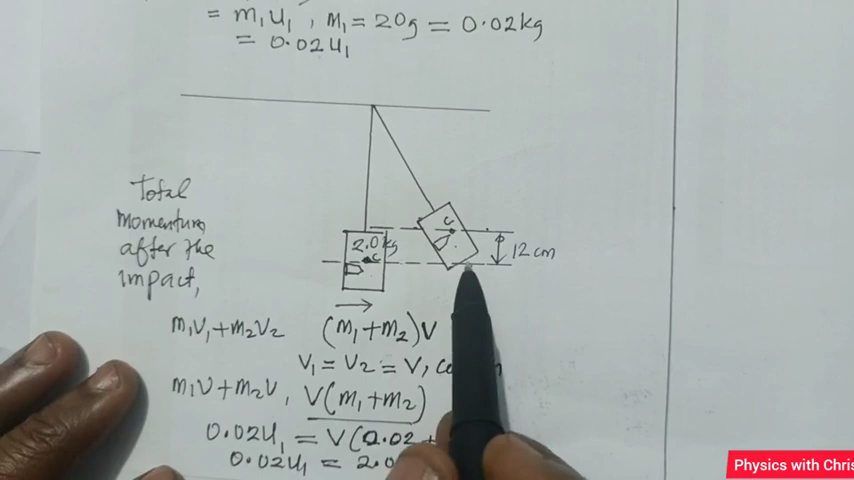 = m₁u₁, m₁ = 20g = 0.02kg
= 0.02u₁
Total
momentum
after the
impact,
2.0kg
c
c
12 cm
m₁v₁+m₂v₂ (m₁+m₂)v
v₁ = v₂ = v,
m₁v+m₂v, v(m₁+m₂)
0.02u₁ = v(0.02 +
0.02u₁ = 2.0
Physics with Chris